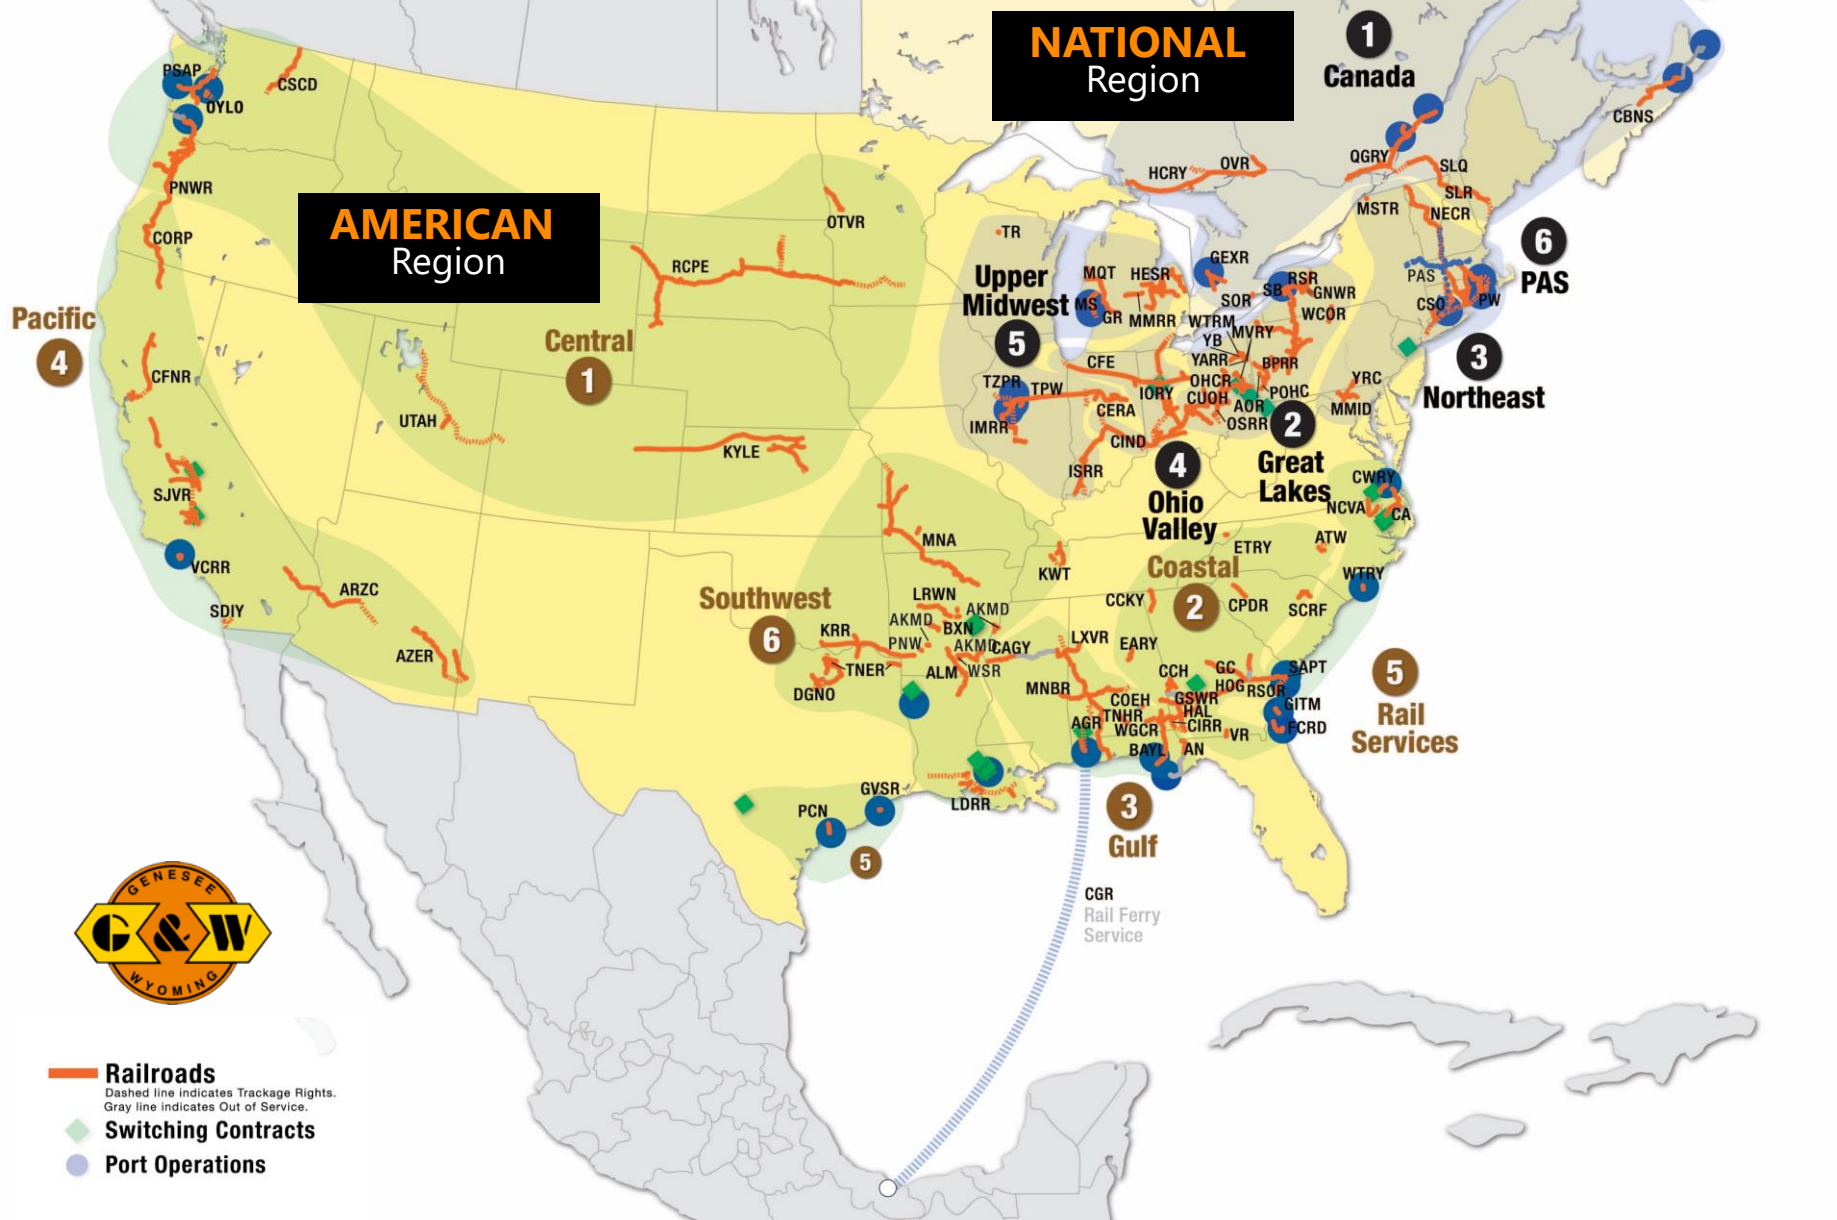 NATIONAL
Region
1
Canada
PSAP
CSCD
OYLO
CBNS
QGRY
SLQ
OVR
HCRY
SLR
PNWR
MSTR
NECR
AMERICAN
Region
OTVR
TR
CORP
6
PAS
GEXR
RCPE
Upper
Midwest
5
MQT
HESR
PAS
RSR
SB
GNWR
SOR
MS
GR
MMRR
WTRM
WCOR
CSO
PW
Pacific
4
Central
1
MVRY
YB
YARR
BPRR
CFE
3
Northeast
CFNR
TZPR
TPW
IORY
OHCR
CUOH
POHC
YRC
MMID
AOR
OSRR
CERA
UTAH
IMRR
CIND
2
Great
Lakes
KYLE
ISRR
4
Ohio
Valley
CWRY
SJVR
NCVA
CA
MNA
ATW
ETRY
VCRR
KWT
Coastal
2
WTRY
ARZC
Southwest
6
LRWN
AKMD
AKMD
BXN
CCKY
CPDR
SCRF
SDIY
KRR
PNW
AKMD
CAGY
LXVR
EARY
AZER
TNER
ALM
WSR
CCH
GC
SAPT
5
Rail
Services
DGNO
MNBR
HOG
RSOR
COEH
GSWR
GITM
TNHR
HAL
AGR
WGCR
CIRR
VR
FCRD
BAYL
AN
GVSR
PCN
LDRR
3
Gulf
5
CGR
Rail Ferry
Service
GENESEE
G & W
WYOMING
Railroads
Dashed line indicates Trackage Rights.
Gray line indicates Out of Service.
Switching Contracts
Port Operations